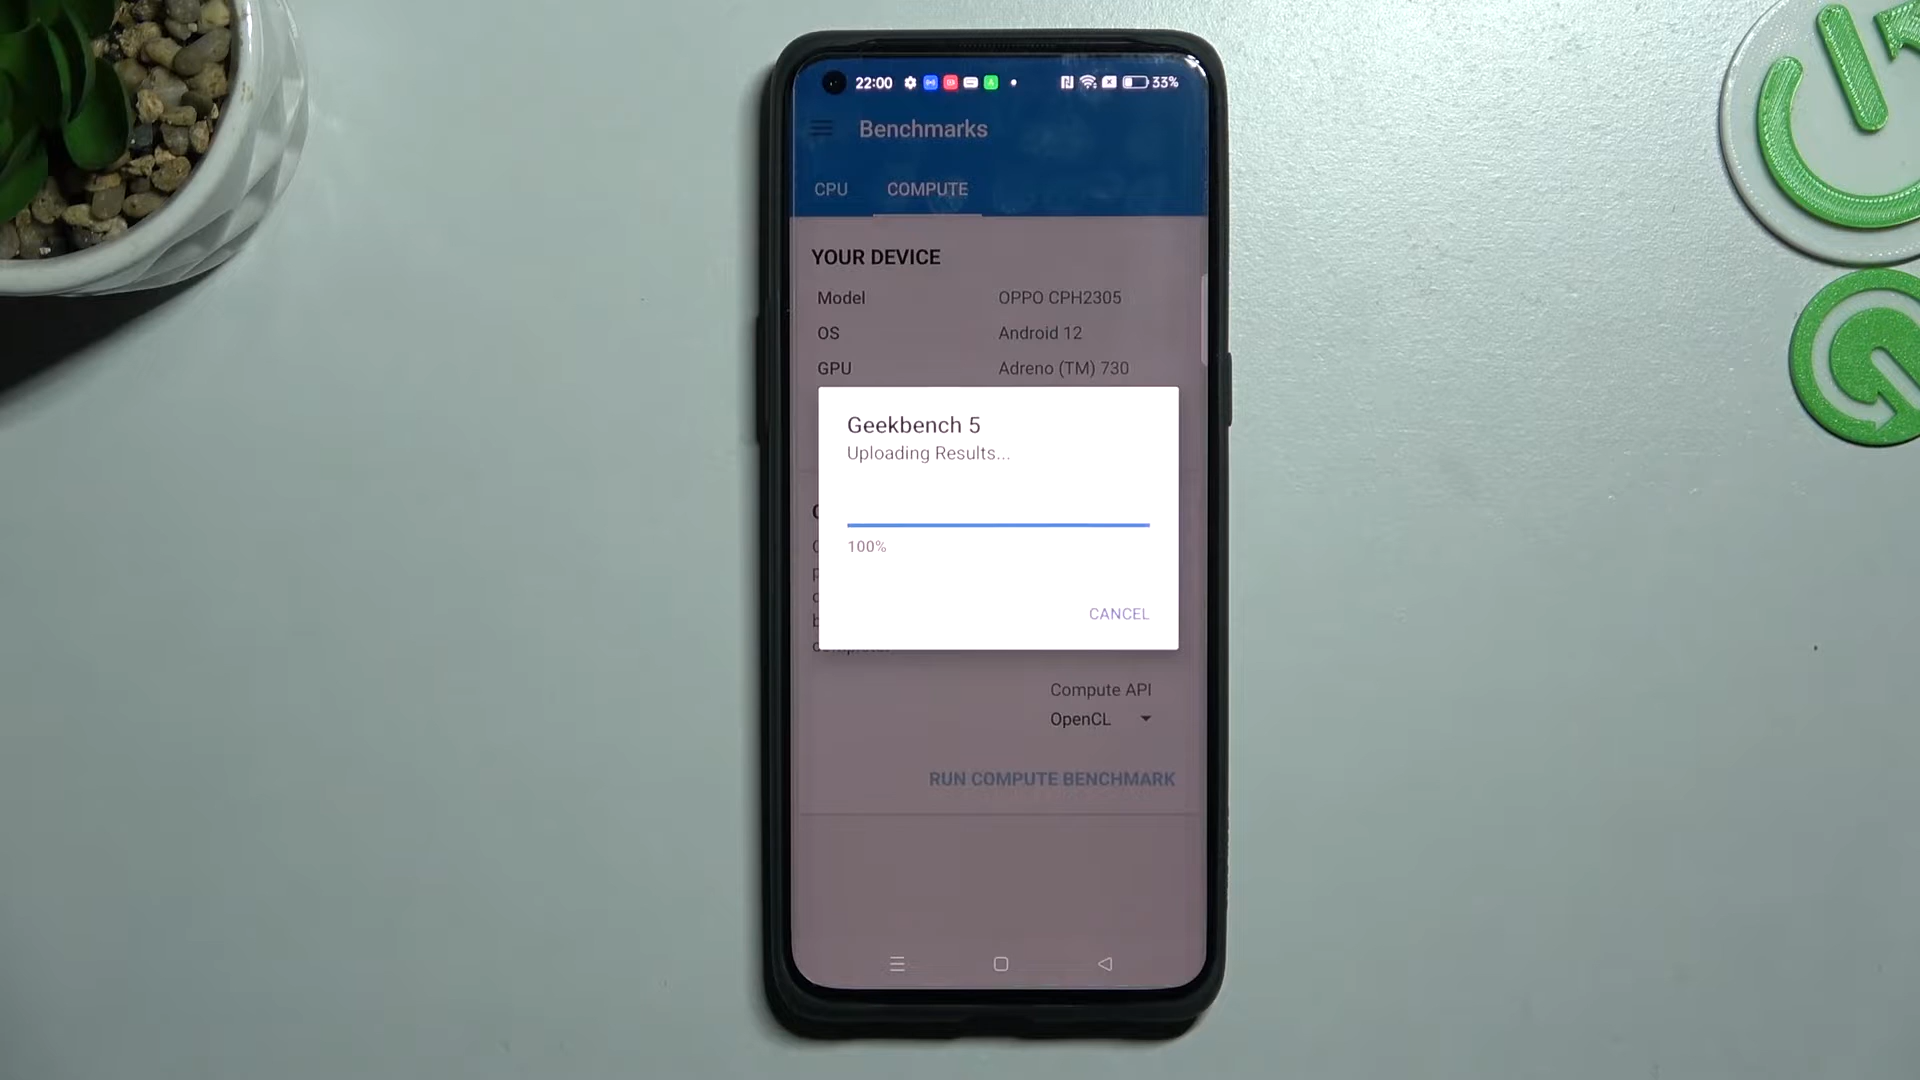 22:00 33%
Benchmarks
CPU COMPUTE
YOUR DEVICE
Model OPPO CPH2305
OS Android 12
GPU Adreno (TM) 730
Geekbench 5
Uploading Results...
100%
CANCEL
Compute API
OpenCL
RUN COMPUTE BENCHMARK